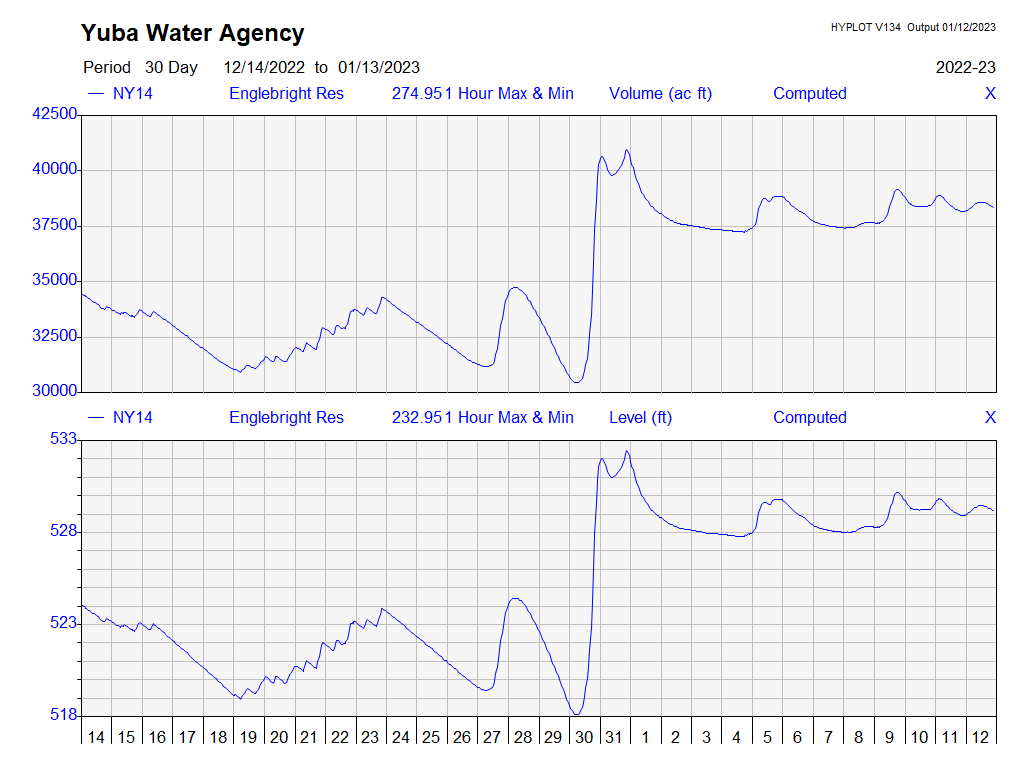 Yuba Water Agency
HYPLOT V134 Output 01/12/2023
Period 30 Day 12/14/2022 to 01/13/2023 2022-23
NY14 Englebright Res 274.951 Hour Max & Min Volume (ac ft) Computed X
42500
40000
37500
35000
32500
30000
NY14 Englebright Res 232.951 Hour Max & Min Level (ft) Computed X
533
528
523
518
14 15 16 17 18 19 20 21 22 23 24 25 26 27 28 29 30 31 1 2 3 4 5 6 7 8 9 10 11 12